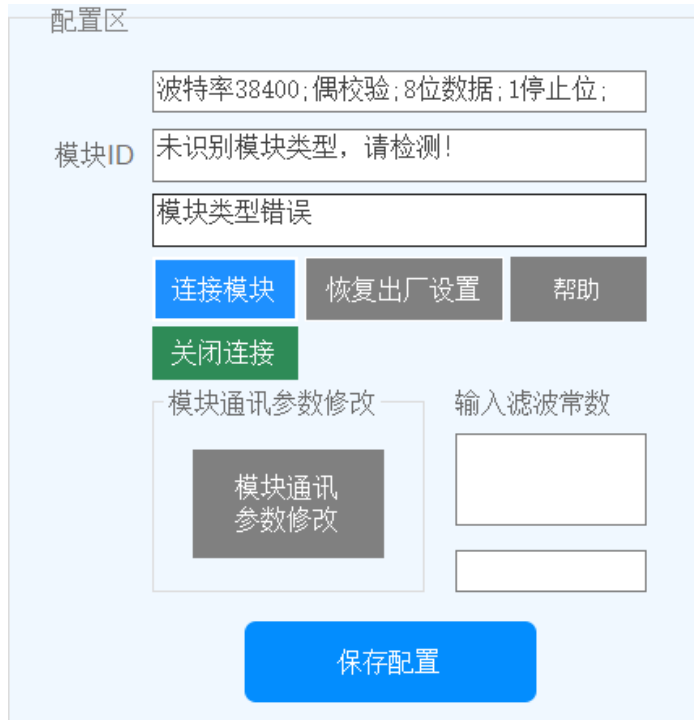 配置区
波特率38400;偶校验;8位数据;1停止位;
模块ID
未识别模块类型，请检测!
模块类型错误
连接模块
恢复出厂设置
帮助
关闭连接
模块通讯参数修改
输入滤波常数
模块通讯
参数修改
保存配置